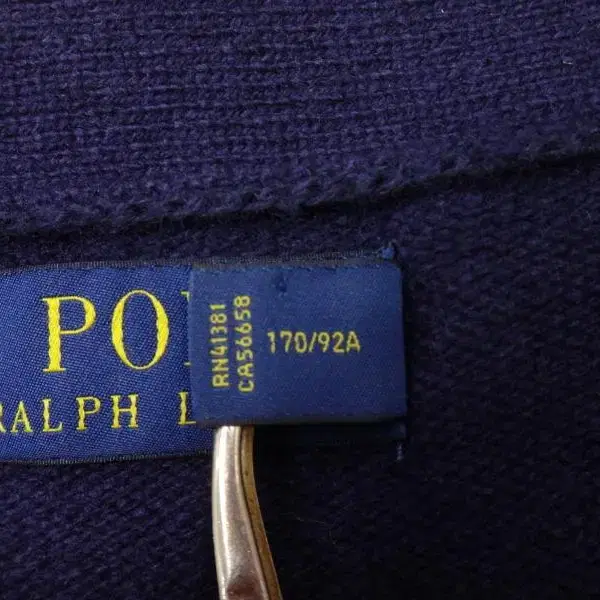 PO
RALPH L
RN41381
CA56658
170/92A